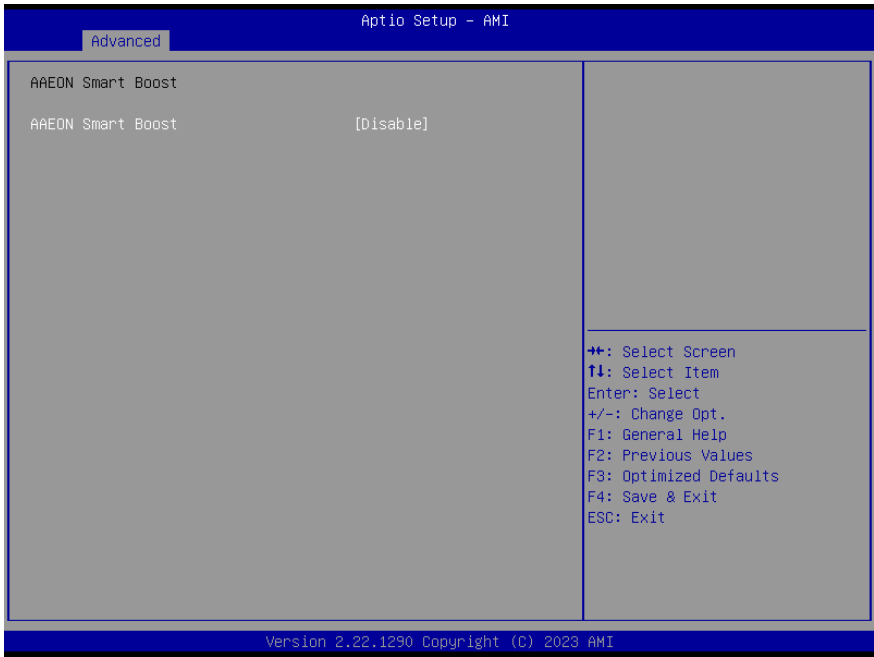 Aptio Setup – AMI
Advanced
AAEON Smart Boost
AAEON Smart Boost [Disable]
→←: Select Screen
↑↓: Select Item
Enter: Select
+/-: Change Opt.
F1: General Help
F2: Previous Values
F3: Optimized Defaults
F4: Save & Exit
ESC: Exit
Version 2.22.1290 Copyright (C) 2023 AMI